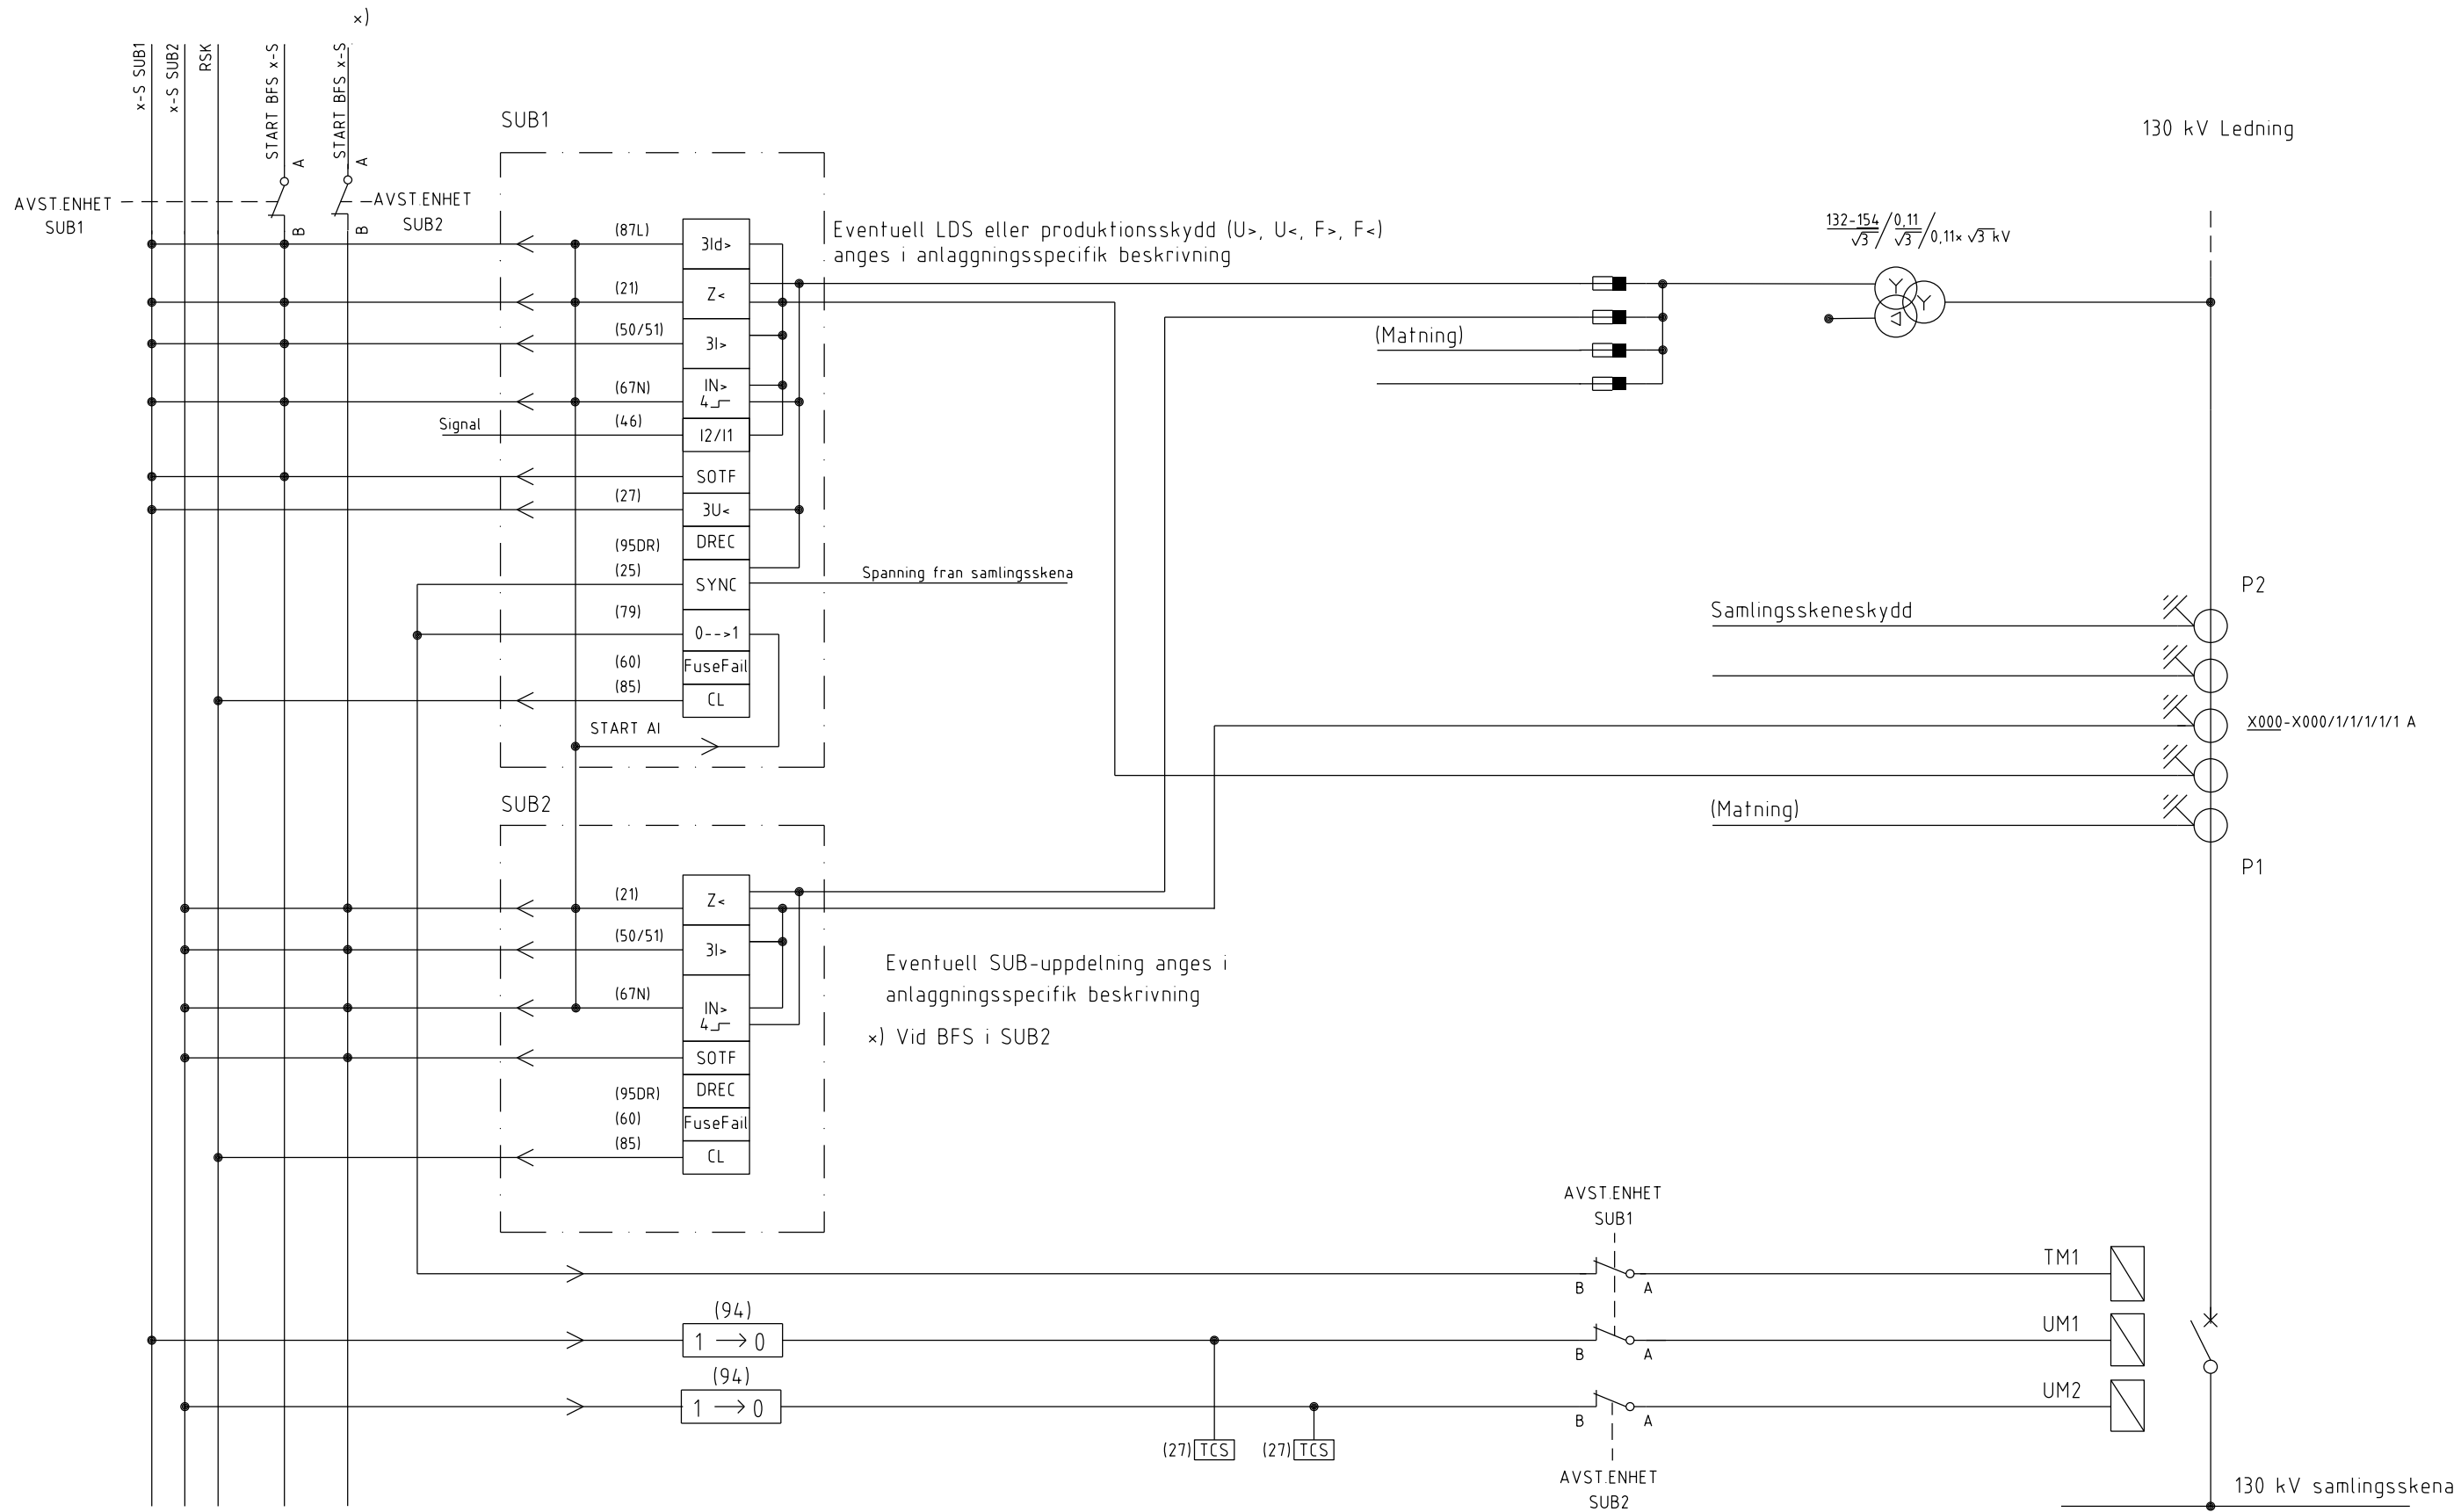 x)
x-S SUB1
x-S SUB2
RSK
START BFS x-S
START BFS x-S
A
A
AVST.ENHET
SUB1
AVST.ENHET
SUB2
B
B
SUB1
130 kV Ledning
(87L)
3Id>
Eventuell LDS eller produktionsskydd (U>, U<, F>, F<)
anges i anlaggningsspecifik beskrivning
132-154/√3 / 0,11/√3 / 0,11x √3 kV
(21)
Z<
(50/51)
3I>
(Matning)
(67N)
IN>
4
Signal
(46)
I2/I1
SOTF
(27)
3U<
(95DR)
DREC
(25)
SYNC
Spanning fran samlingsskena
(79)
0-->1
(60)
FuseFail
(85)
CL
START AI
P2
Samlingsskeneskydd
X000-X000/1/1/1/1/1 A
(Matning)
P1
SUB2
(21)
Z<
(50/51)
3I>
(67N)
IN>
4
SOTF
(95DR)
DREC
(60)
FuseFail
(85)
CL
Eventuell SUB-uppdelning anges i
anlaggningsspecifik beskrivning
x) Vid BFS i SUB2
AVST.ENHET
SUB1
B
A
TM1
(94)
1 → 0
B
A
UM1
(94)
1 → 0
B
A
UM2
(27) TCS
(27) TCS
AVST.ENHET
SUB2
130 kV samlingsskena